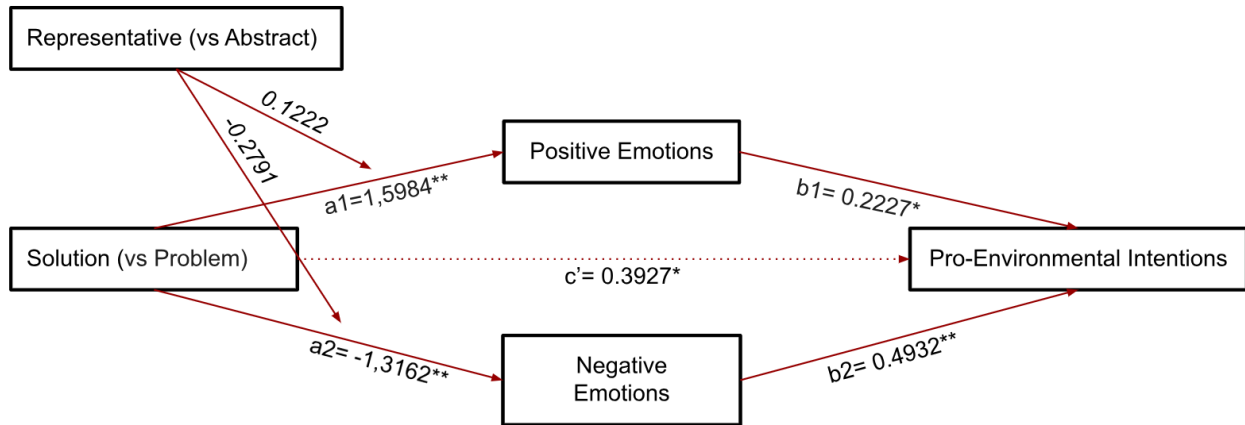 Representative (vs Abstract)
0.1222
-0.2791
Positive Emotions
a1=1,5984**
b1= 0.2227*
Solution (vs Problem)
c’= 0.3927*
Pro-Environmental Intentions
a2= -1,3162**
Negative
Emotions
b2= 0.4932**